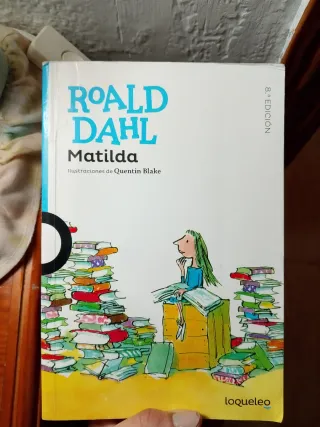 ROALD
DAHL
Matilda
Ilustraciones de Quentin Blake
8.ª EDICIÓN
loqueleo